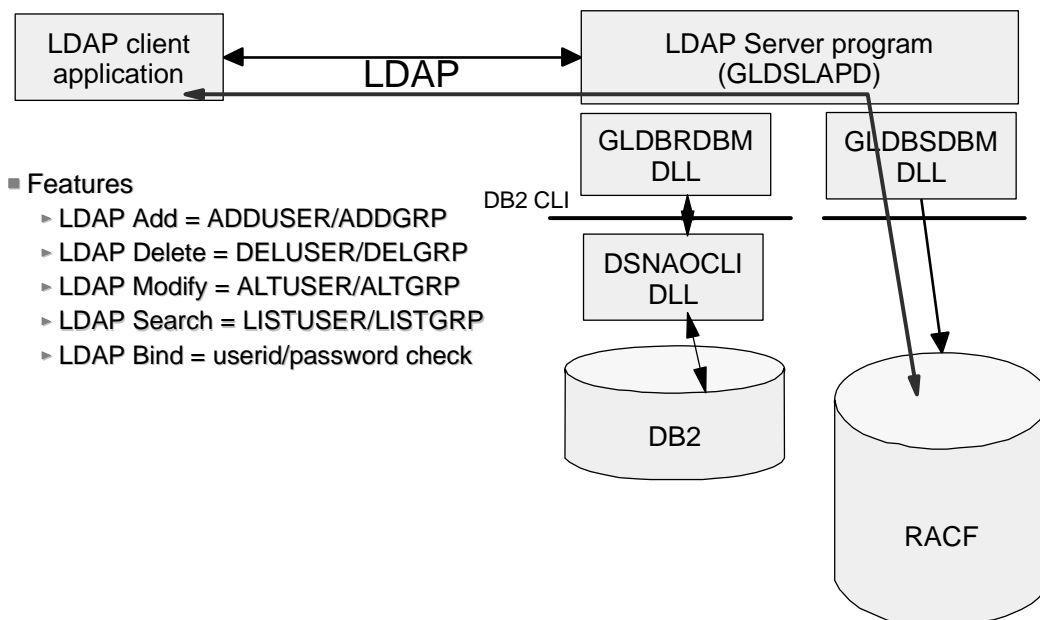 LDAP client
application
LDAP
LDAP Server program
(GLDSLAPD)
GLDBRDBM
DLL
GLDBSDBM
DLL
DB2 CLI
DSNAOCLI
DLL
DB2
RACF
Features
LDAP Add = ADDUSER/ADDGRP
LDAP Delete = DELUSER/DELGRP
LDAP Modify = ALTUSER/ALTGRP
LDAP Search = LISTUSER/LISTGRP
LDAP Bind = userid/password check